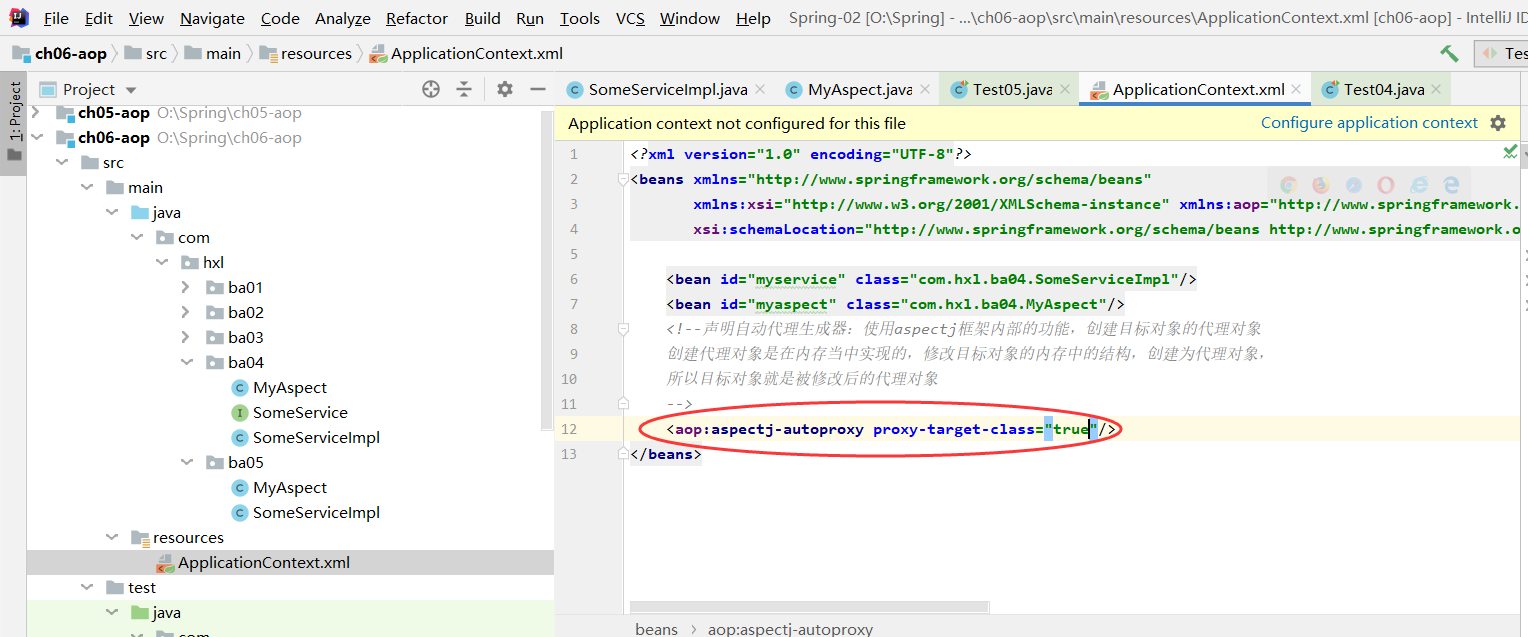 File Edit View Navigate Code Analyze Refactor Build Run Tools VCS Window Help Spring-02 [O:\Spring] - ...\ch06-aop\src\main\resources\ApplicationContext.xml [ch06-aop] - IntelliJ ID
ch06-aop src main resources ApplicationContext.xml Tes
1: Project
Project
ch05-aop O:\Spring\ch05-aop
ch06-aop O:\Spring\ch06-aop
src
main
java
com
hxl
ba01
ba02
ba03
ba04
MyAspect
SomeService
SomeServiceImpl
ba05
MyAspect
SomeServiceImpl
resources
ApplicationContext.xml
test
java
com
SomeServiceImpl.java MyAspect.java Test05.java ApplicationContext.xml Test04.java
Application context not configured for this file Configure application context
1 <?xml version="1.0" encoding="UTF-8"?>
2 <beans xmlns="http://www.springframework.org/schema/beans"
3 xmlns:xsi="http://www.w3.org/2001/XMLSchema-instance" xmlns:aop="http://www.springframework.
4 xsi:schemaLocation="http://www.springframework.org/schema/beans http://www.springframework.o
5
6 <bean id="myservice" class="com.hxl.ba04.SomeServiceImpl"/>
7 <bean id="myaspect" class="com.hxl.ba04.MyAspect"/>
8 <!--声明自动代理生成器：使用aspectj框架内部的功能，创建目标对象的代理对象
9 创建代理对象是在内存当中实现的，修改目标对象的内存中的结构，创建为代理对象，
10 所以目标对象就是被修改后的代理对象
11 -->
12 <aop:aspectj-autoproxy proxy-target-class="true"/>
13 </beans>
beans aop:aspectj-autoproxy